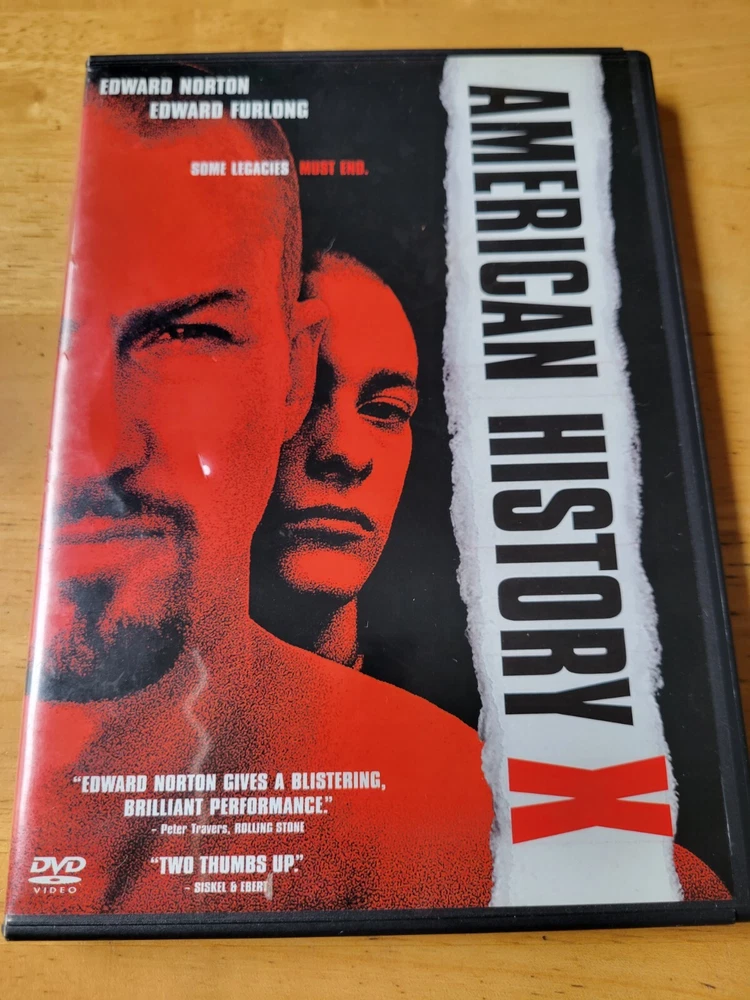 EDWARD NORTON
EDWARD FURLONG
SOME LEGACIES MUST END.
AMERICAN HISTORY X
"EDWARD NORTON GIVES A BLISTERING,
BRILLIANT PERFORMANCE."
- Peter Travers, ROLLING STONE
"TWO THUMBS UP."
- SISKEL & EBERT
DVD
VIDEO